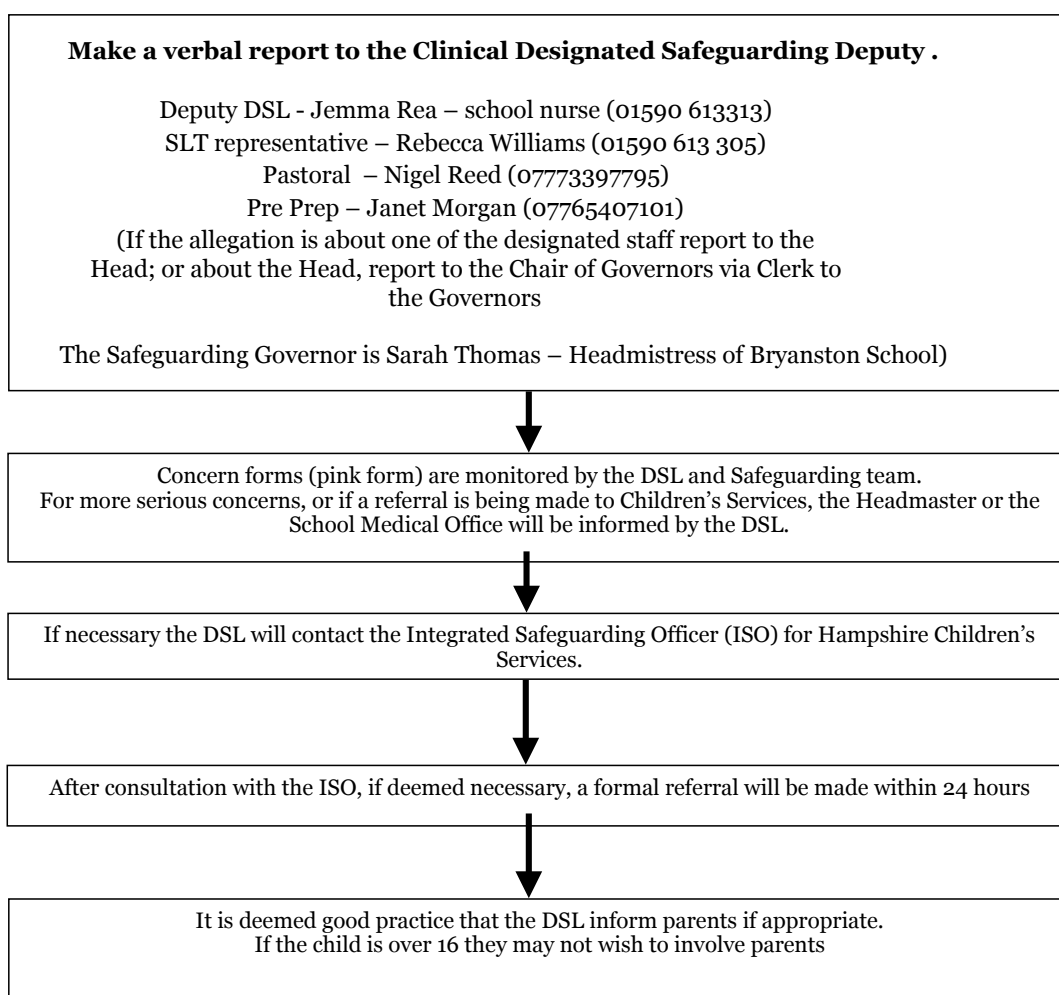 Make a verbal report to the Clinical Designated Safeguarding Deputy .
Deputy DSL - Jemma Rea – school nurse (01590 613313)
SLT representative – Rebecca Williams (01590 613 305)
Pastoral – Nigel Reed (07773397795)
Pre Prep – Janet Morgan (07765407101)
(If the allegation is about one of the designated staff report to the
Head; or about the Head, report to the Chair of Governors via Clerk to
the Governors
The Safeguarding Governor is Sarah Thomas – Headmistress of Bryanston School)
Concern forms (pink form) are monitored by the DSL and Safeguarding team.
For more serious concerns, or if a referral is being made to Children’s Services, the Headmaster or the
School Medical Office will be informed by the DSL.
If necessary the DSL will contact the Integrated Safeguarding Officer (ISO) for Hampshire Children’s
Services.
After consultation with the ISO, if deemed necessary, a formal referral will be made within 24 hours
It is deemed good practice that the DSL inform parents if appropriate.
If the child is over 16 they may not wish to involve parents